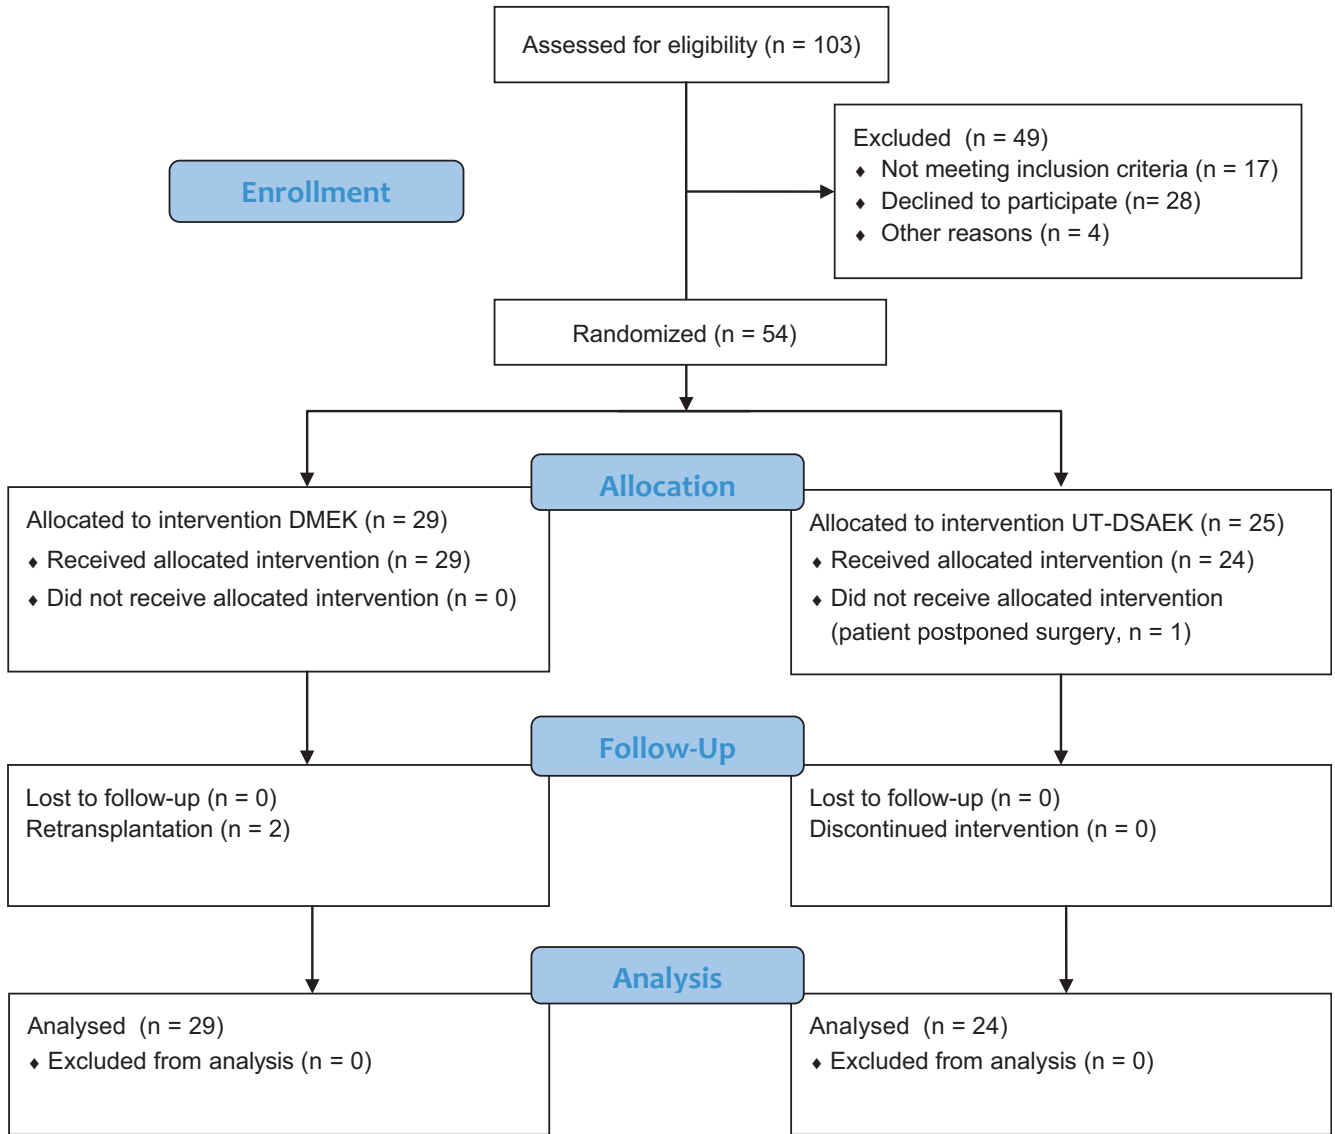 Assessed for eligibility (n = 103)
Excluded  (n = 49)
♦ Not meeting inclusion criteria (n = 17)
♦ Declined to participate (n= 28)
♦ Other reasons (n = 4)
Enrollment
Randomized (n = 54)
Allocation
Allocated to intervention DMEK (n = 29)
♦ Received allocated intervention (n = 29)
♦ Did not receive allocated intervention (n = 0)
Allocated to intervention UT-DSAEK (n = 25)
♦ Received allocated intervention (n = 24)
♦ Did not receive allocated intervention
(patient postponed surgery, n = 1)
Follow-Up
Lost to follow-up (n = 0)
Retransplantation (n = 2)
Lost to follow-up (n = 0)
Discontinued intervention (n = 0)
Analysis
Analysed  (n = 29)
♦ Excluded from analysis (n = 0)
Analysed  (n = 24)
♦ Excluded from analysis (n = 0)